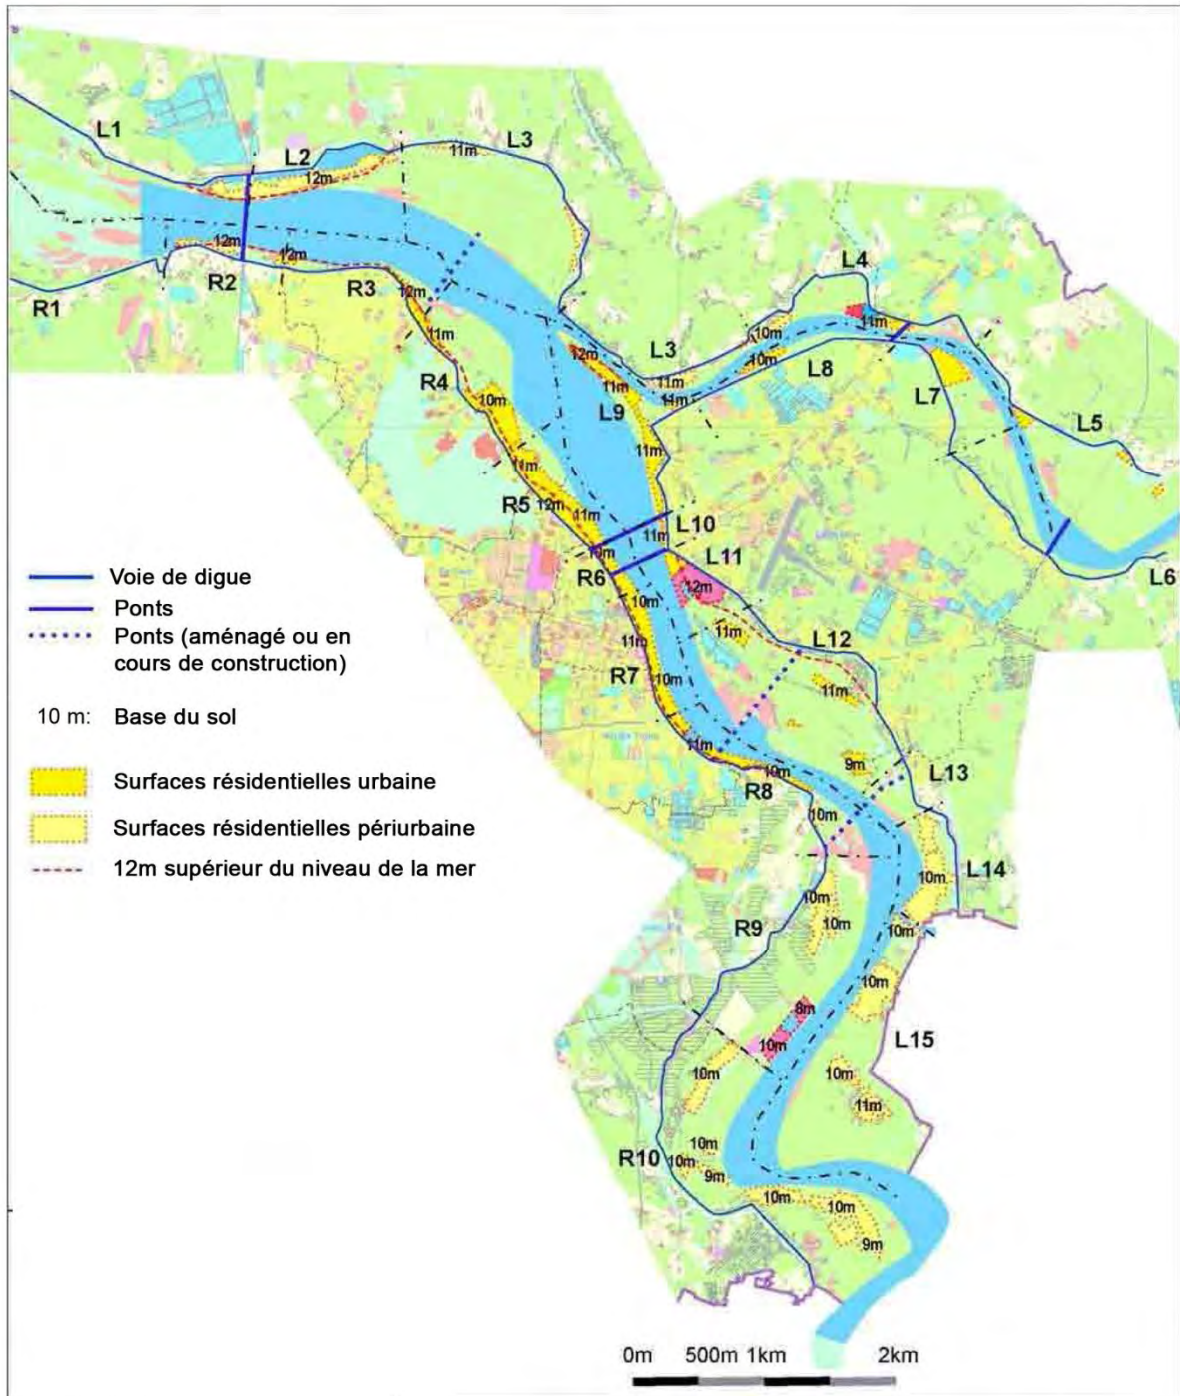 L1
L2
L3
12m
11m
12m
12m
R1
R2
R3
12m
11m
R4
10m
L4
L3
10m
11m
10m
12m
11m
11m
11m
L8
L9
L7
L5
11m
11m
R5
12m
11m
L10
11m
10m
L11
R6
12m
L6
Voie de digue
Ponts
Ponts (aménagé ou en
cours de construction)
10 m: Base du sol
Surfaces résidentielles urbaine
Surfaces résidentielles périurbaine
12m supérieur du niveau de la mer
10m
11m
11m
L12
R7
10m
11m
11m
9m
L13
10m
R8
10m
10m
L14
10m
10m
10m
R9
10m
8m
10m
L15
10m
10m
11m
10m
R10
10m
9m
10m
10m
9m
0m 500m 1km 2km